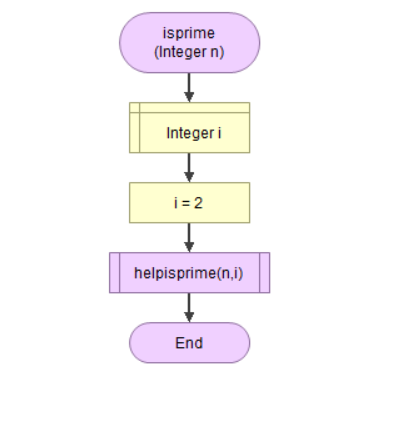 isprime
(Integer n)
Integer i
i = 2
helpisprime(n,i)
End